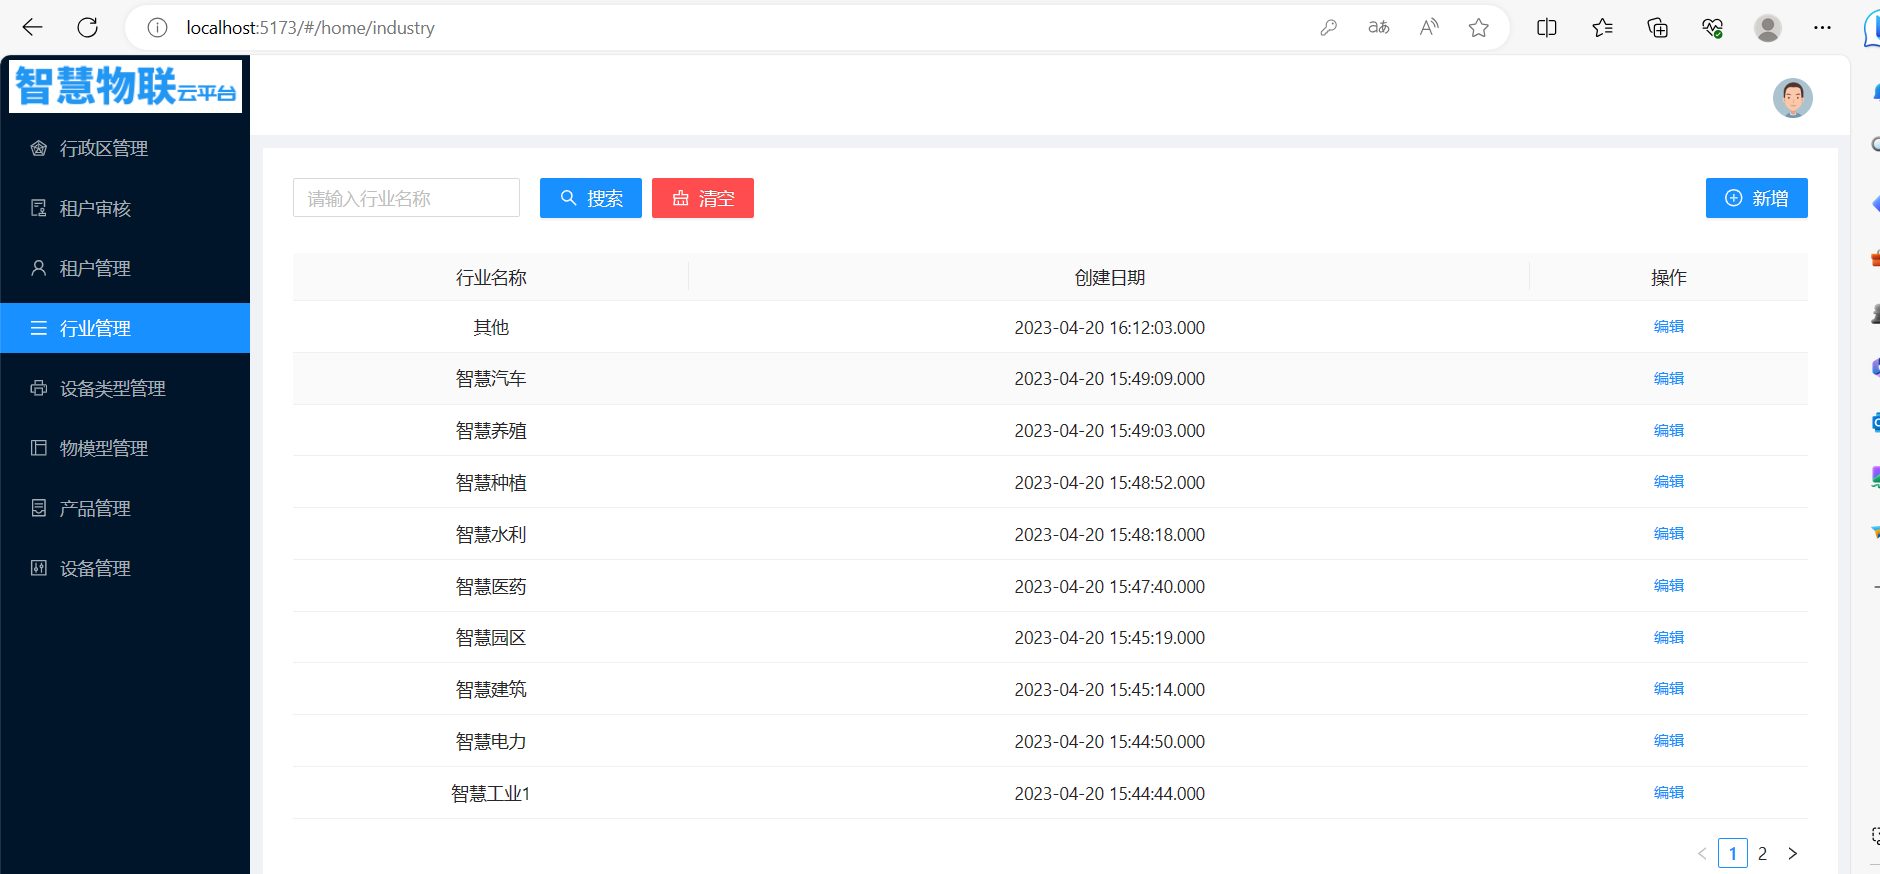 localhost:5173/#/home/industry
智慧物联云平台
行政区管理
租户审核
租户管理
行业管理
设备类型管理
物模型管理
产品管理
设备管理
请输入行业名称 搜索 清空 新增
行业名称 创建日期 操作
其他 2023-04-20 16:12:03.000 编辑
智慧汽车 2023-04-20 15:49:09.000 编辑
智慧养殖 2023-04-20 15:49:03.000 编辑
智慧种植 2023-04-20 15:48:52.000 编辑
智慧水利 2023-04-20 15:48:18.000 编辑
智慧医药 2023-04-20 15:47:40.000 编辑
智慧园区 2023-04-20 15:45:19.000 编辑
智慧建筑 2023-04-20 15:45:14.000 编辑
智慧电力 2023-04-20 15:44:50.000 编辑
智慧工业1 2023-04-20 15:44:44.000 编辑
1 2